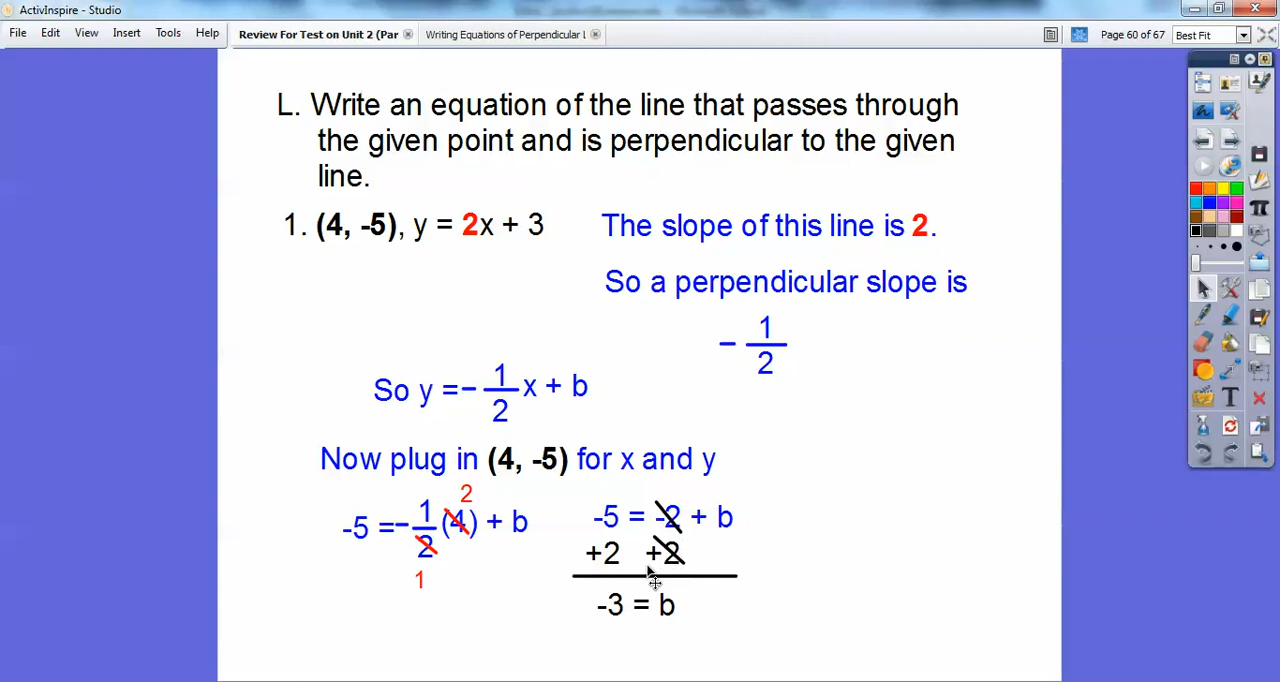 ActivInspire - Studio
File Edit View Insert Tools Help
Review For Test on Unit 2 (Par
Writing Equations of Perpendicular L
Page 60 of 67
Best Fit
L. Write an equation of the line that passes through
the given point and is perpendicular to the given
line.
1. (4, -5), y = 2x + 3
The slope of this line is 2.
So a perpendicular slope is
− 1/2
So y = − 1/2 x + b
Now plug in (4, -5) for x and y
2
-5 = − 1/2 (4) + b
1
-5 = -2 + b
+2 +2
-3 = b